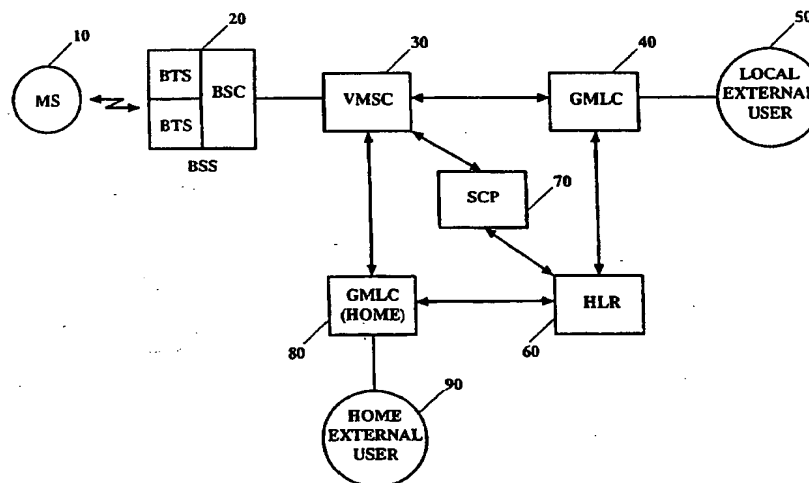 10
20
30
40
50
MS
BTS
BTS
BSC
BSS
VMSC
GMLC
LOCAL
EXTERNAL
USER
SCP
70
GMLC
(HOME)
80
HLR
60
90
HOME
EXTERNAL
USER